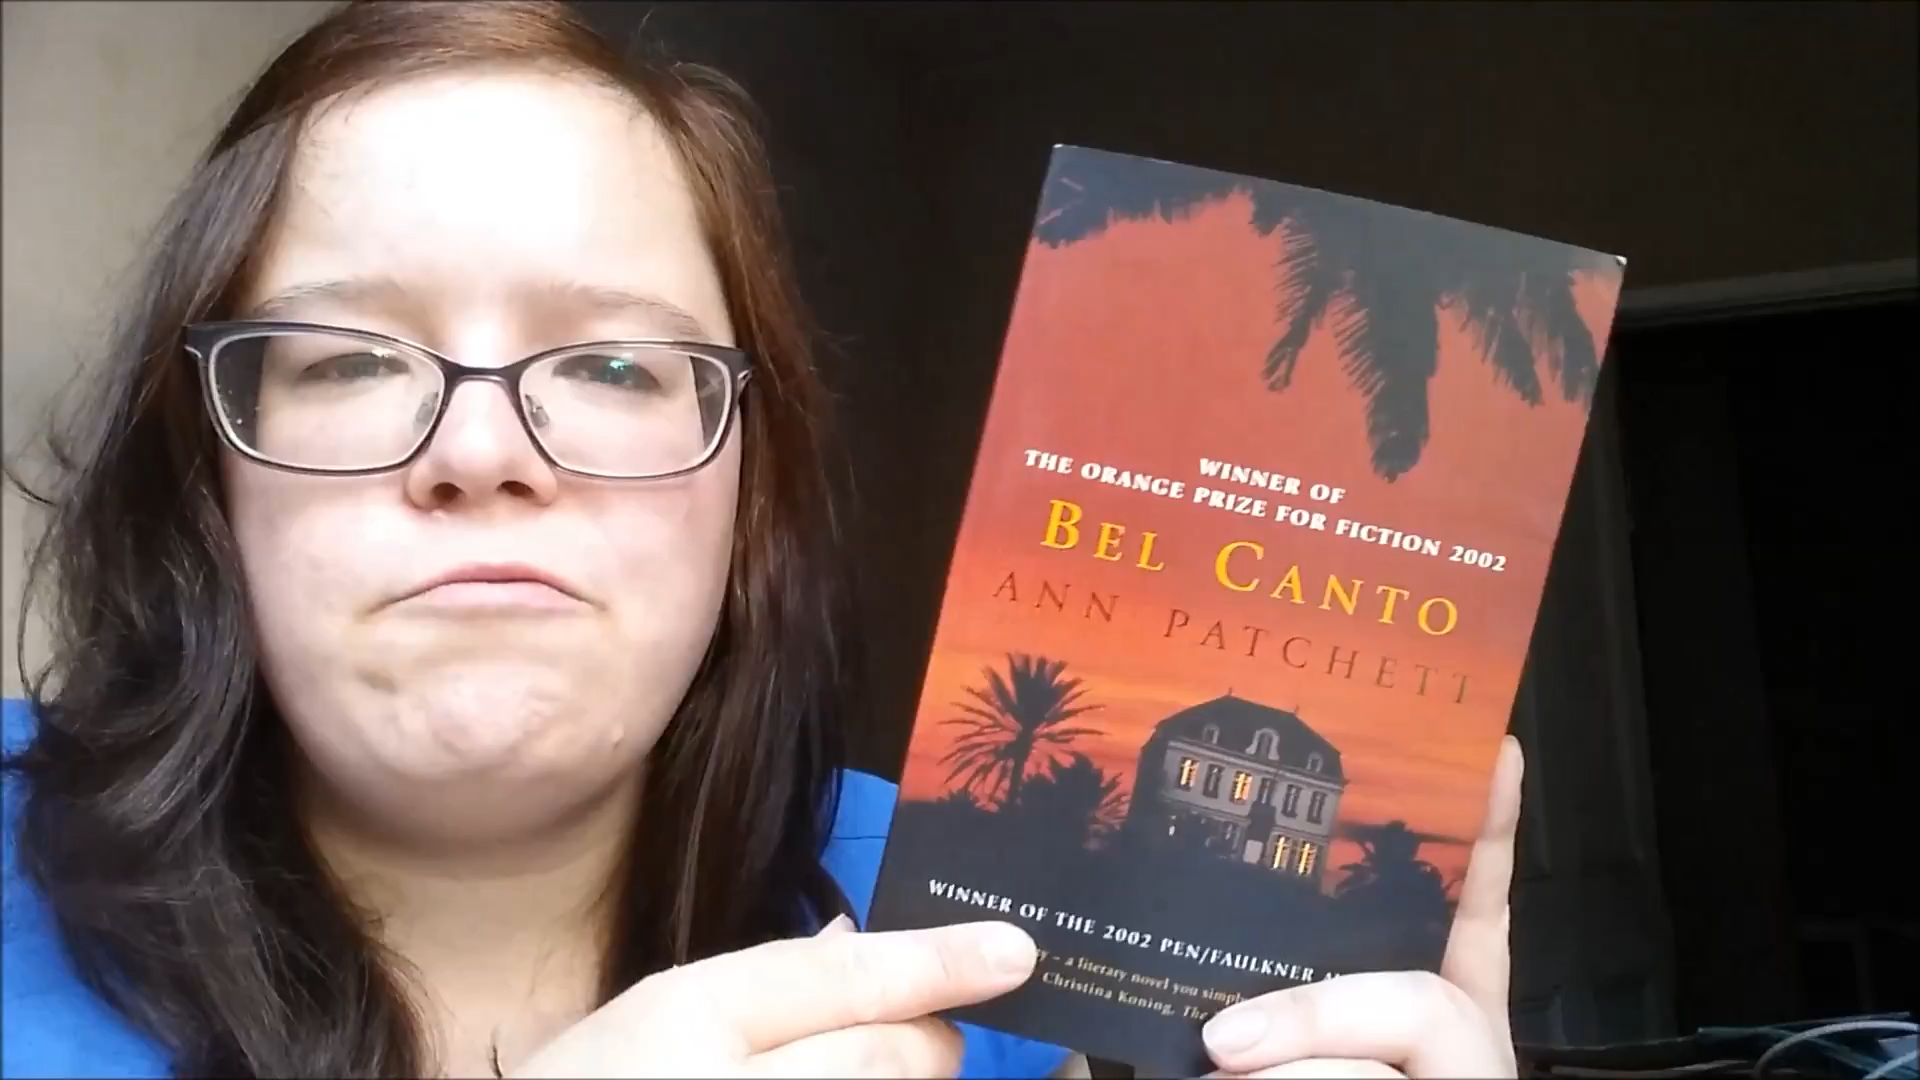 WINNER OF
THE ORANGE PRIZE FOR FICTION 2002
BEL CANTO
ANN PATCHETT
WINNER OF THE 2002 PEN/FAULKNER
– a literary novel you simply
Christina Koning, The